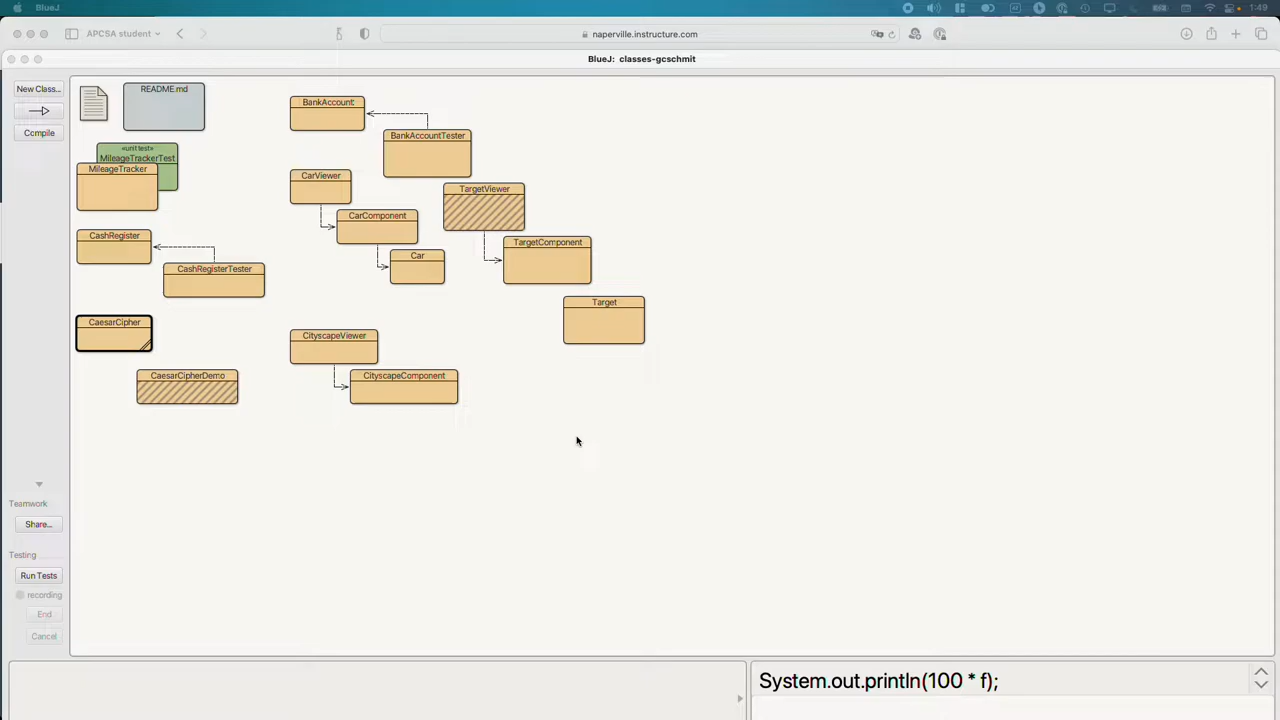 BlueJ
1:49
APCSA student
naperville.instructure.com
BlueJ: classes-gcschmit
New Class...
Compile
README.md
«unit test»
MileageTrackerTest
MileageTracker
CashRegister
CashRegisterTester
CaesarCipher
CaesarCipherDemo
BankAccount
BankAccountTester
CarViewer
CarComponent
Car
TargetViewer
TargetComponent
Target
CityscapeViewer
CityscapeComponent
Teamwork
Share...
Testing
Run Tests
recording
End
Cancel
System.out.println(100 * f);